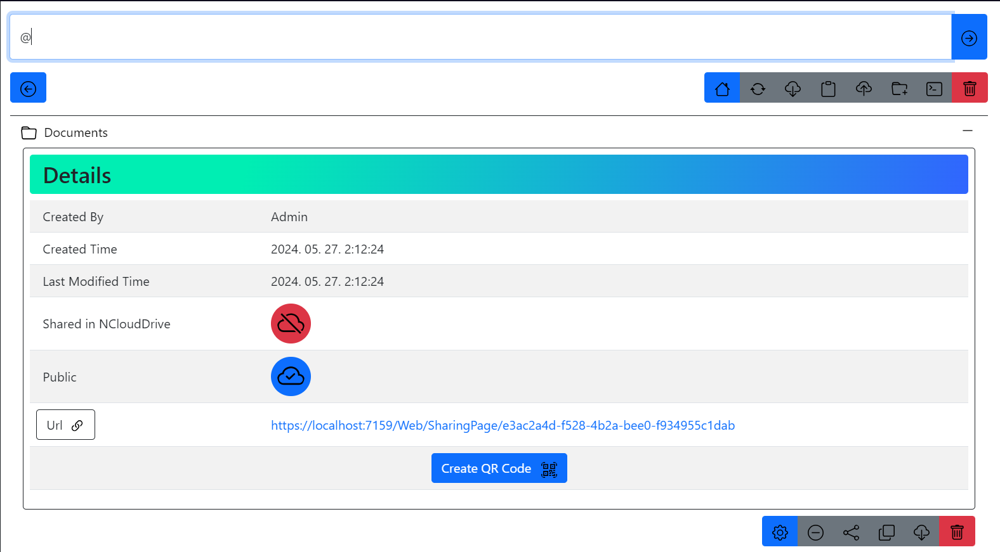 @
Documents
Details
Created By Admin
Created Time 2024. 05. 27. 2:12:24
Last Modified Time 2024. 05. 27. 2:12:24
Shared in NCloudDrive
Public
Url https://localhost:7159/Web/SharingPage/e3ac2a4d-f528-4b2a-bee0-f934955c1dab
Create QR Code